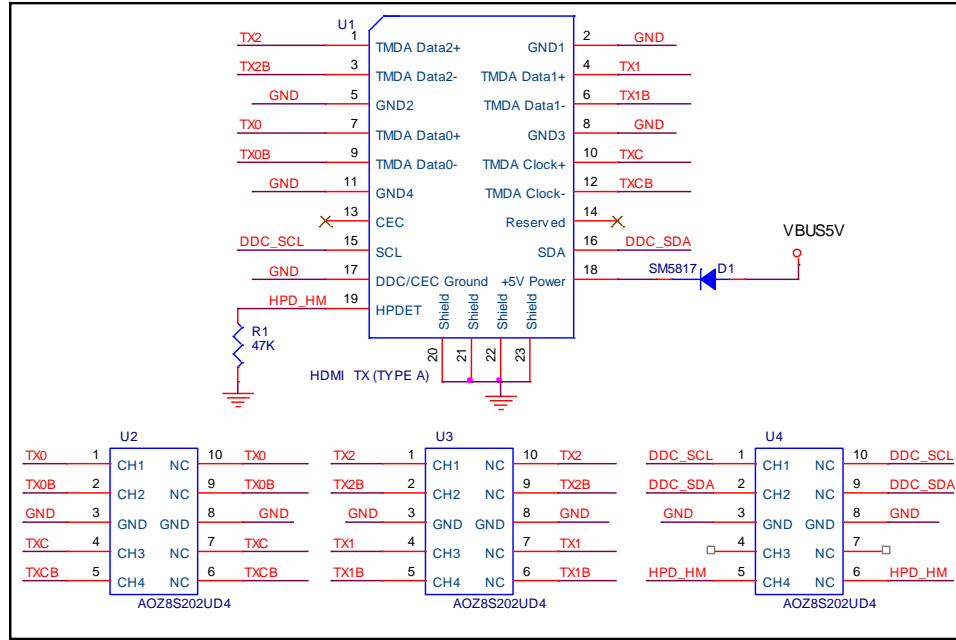 U1
TX2 1 TMDA Data2+ GND1 2 GND
TX2B 3 TMDA Data2- TMDA Data1+ 4 TX1
GND 5 GND2 TMDA Data1- 6 TX1B
TX0 7 TMDA Data0+ GND3 8 GND
TX0B 9 TMDA Data0- TMDA Clock+ 10 TXC
GND 11 GND4 TMDA Clock- 12 TXCB
13 CEC Reserved 14
DDC_SCL 15 SCL SDA 16 DDC_SDA
VBUS5V
GND 17 DDC/CEC Ground +5V Power 18 SM5817 D1
HPD_HM 19 HPDET
Shield Shield Shield Shield
R1
47K
20 21 22 23
HDMI TX (TYPE A)
U2
TX0 1 CH1 NC 10 TX0
TX0B 2 CH2 NC 9 TX0B
GND 3 GND GND 8 GND
TXC 4 CH3 NC 7 TXC
TXCB 5 CH4 NC 6 TXCB
AOZ8S202UD4
U3
TX2 1 CH1 NC 10 TX2
TX2B 2 CH2 NC 9 TX2B
GND 3 GND GND 8 GND
TX1 4 CH3 NC 7 TX1
TX1B 5 CH4 NC 6 TX1B
AOZ8S202UD4
U4
DDC_SCL 1 CH1 NC 10 DDC_SCL
DDC_SDA 2 CH2 NC 9 DDC_SDA
GND 3 GND GND 8 GND
4 CH3 NC 7
HPD_HM 5 CH4 NC 6 HPD_HM
AOZ8S202UD4